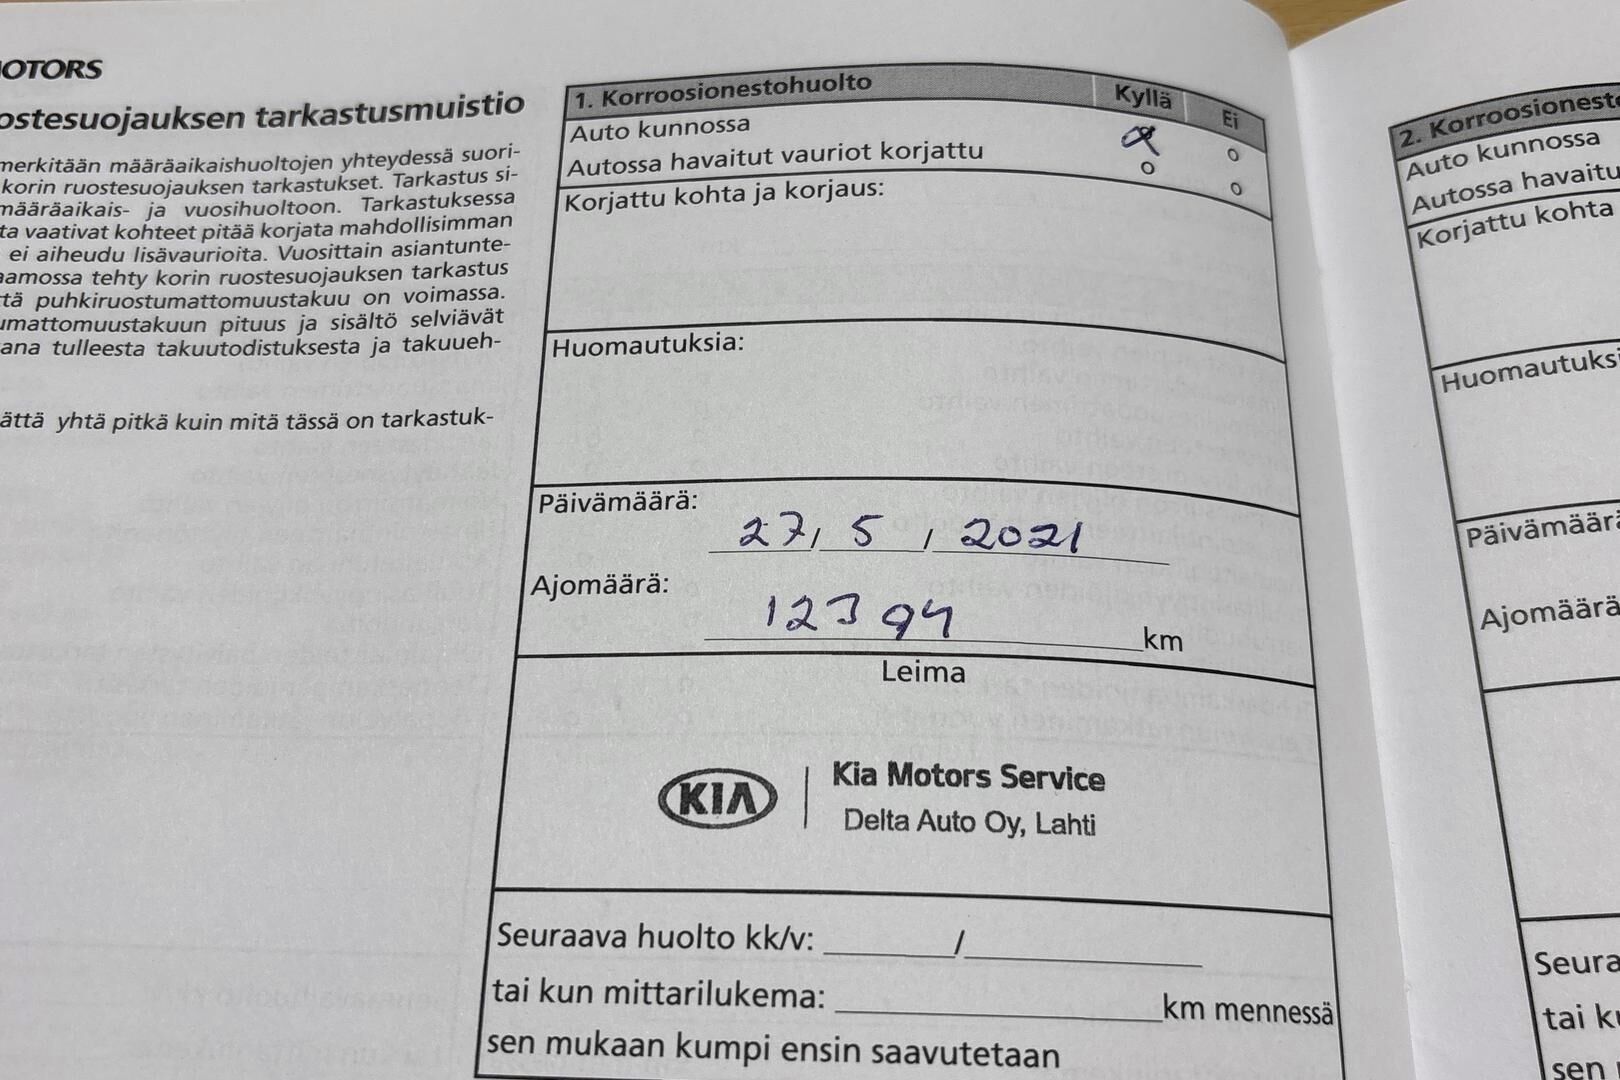 OTORS
ostesuojauksen tarkastusmuistio
merkitään määräaikaishuoltojen yhteydessä suori-
korin ruostesuojauksen tarkastukset. Tarkastus si-
määräaikais- ja vuosihuoltoon. Tarkastuksessa
ta vaativat kohteet pitää korjata mahdollisimman
ei aiheudu lisävaurioita. Vuosittain asiantunte-
aamossa tehty korin ruostesuojauksen tarkastus
tä puhkiruostumattomuustakuu on voimassa.
umattomuustakuun pituus ja sisältö selviävät
ana tulleesta takuutodistuksesta ja takuueh-
ättä yhtä pitkä kuin mitä tässä on tarkastuk-
1. Korroosionestohuolto Kyllä Ei
Auto kunnossa
Autossa havaitut vauriot korjattu
Korjattu kohta ja korjaus:
Huomautuksia:
Päivämäärä: 27, 5, 2021
Ajomäärä: 12394 km
Leima
KIA
Kia Motors Service
Delta Auto Oy, Lahti
Seuraava huolto kk/v: /
tai kun mittarilukema: km mennessä
sen mukaan kumpi ensin saavutetaan
2. Korroosionesto
Auto kunnossa
Autossa havaitu
Korjattu kohta
Huomautuksi
Päivämäärä
Ajomäärä
Seura
tai ku
sen